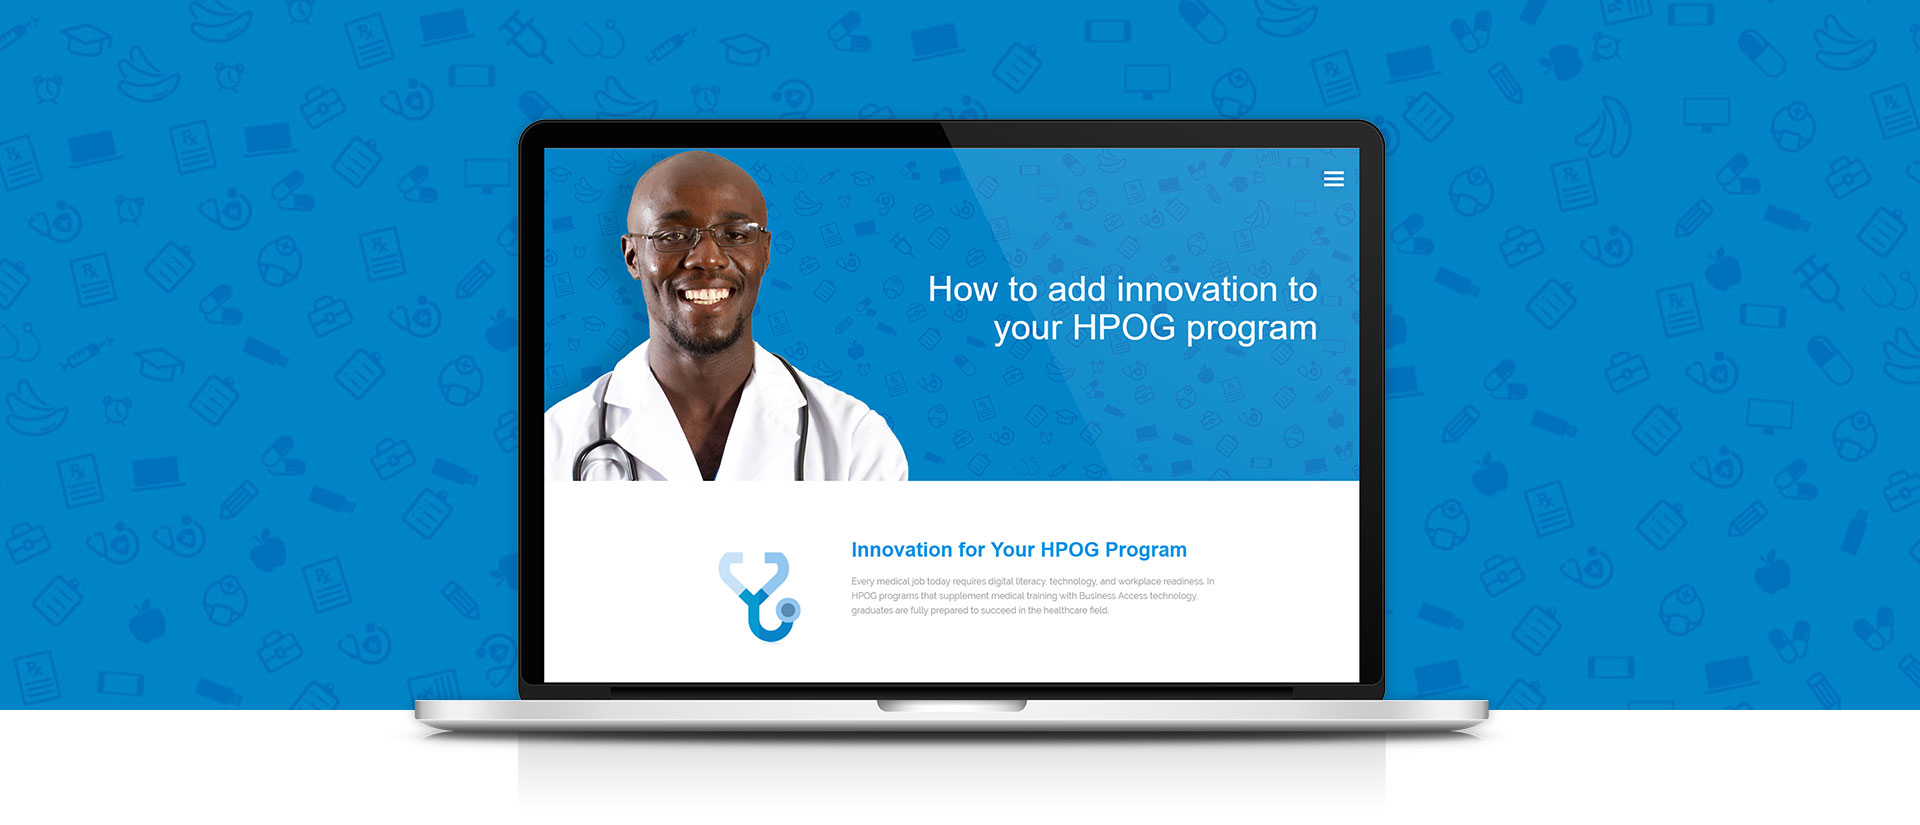 How to add innovation to
your HPOG program
Innovation for Your HPOG Program
Every medical job today requires digital literacy, technology, and workplace readiness. In
HPOG programs that supplement medical training with Business Access technology,
graduates are fully prepared to succeed in the healthcare field.